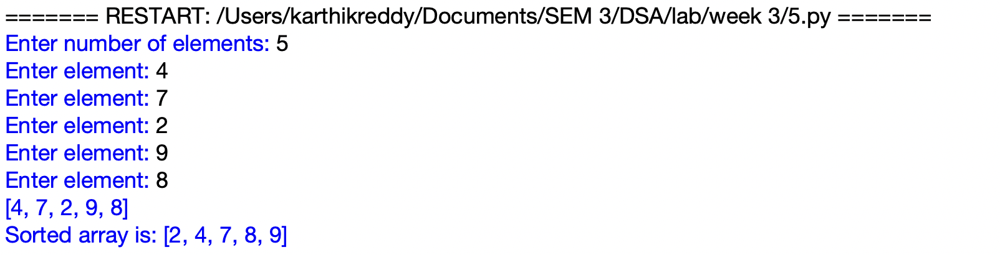 ======= RESTART: /Users/karthikreddy/Documents/SEM 3/DSA/lab/week 3/5.py =======
Enter number of elements: 5
Enter element: 4
Enter element: 7
Enter element: 2
Enter element: 9
Enter element: 8
[4, 7, 2, 9, 8]
Sorted array is: [2, 4, 7, 8, 9]